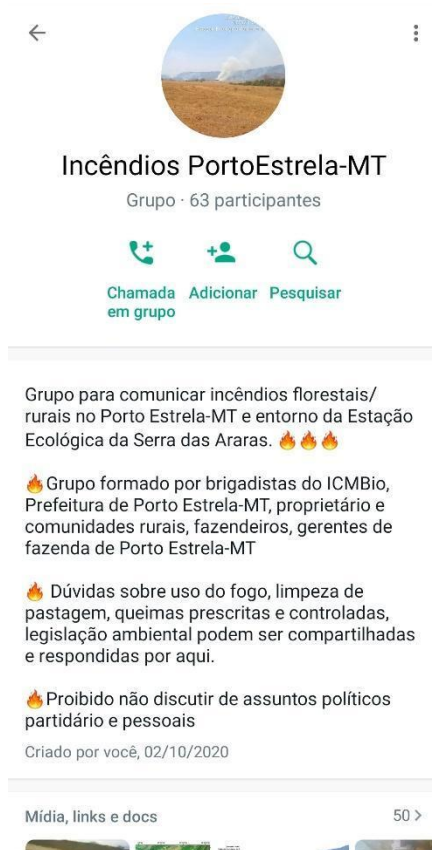 Incêndios PortoEstrela-MT
Grupo · 63 participantes
Chamada em grupo
Adicionar
Pesquisar
Grupo para comunicar incêndios florestais/
rurais no Porto Estrela-MT e entorno da Estação
Ecológica da Serra das Araras. 🔥🔥🔥
🔥Grupo formado por brigadistas do ICMBio,
Prefeitura de Porto Estrela-MT, proprietário e
comunidades rurais, fazendeiros, gerentes de
fazenda de Porto Estrela-MT
🔥 Dúvidas sobre uso do fogo, limpeza de
pastagem, queimas prescritas e controladas,
legislação ambiental podem ser compartilhadas
e respondidas por aqui.
🔥Proibido não discutir de assuntos políticos
partidário e pessoais
Criado por você, 02/10/2020
Mídia, links e docs
50 >